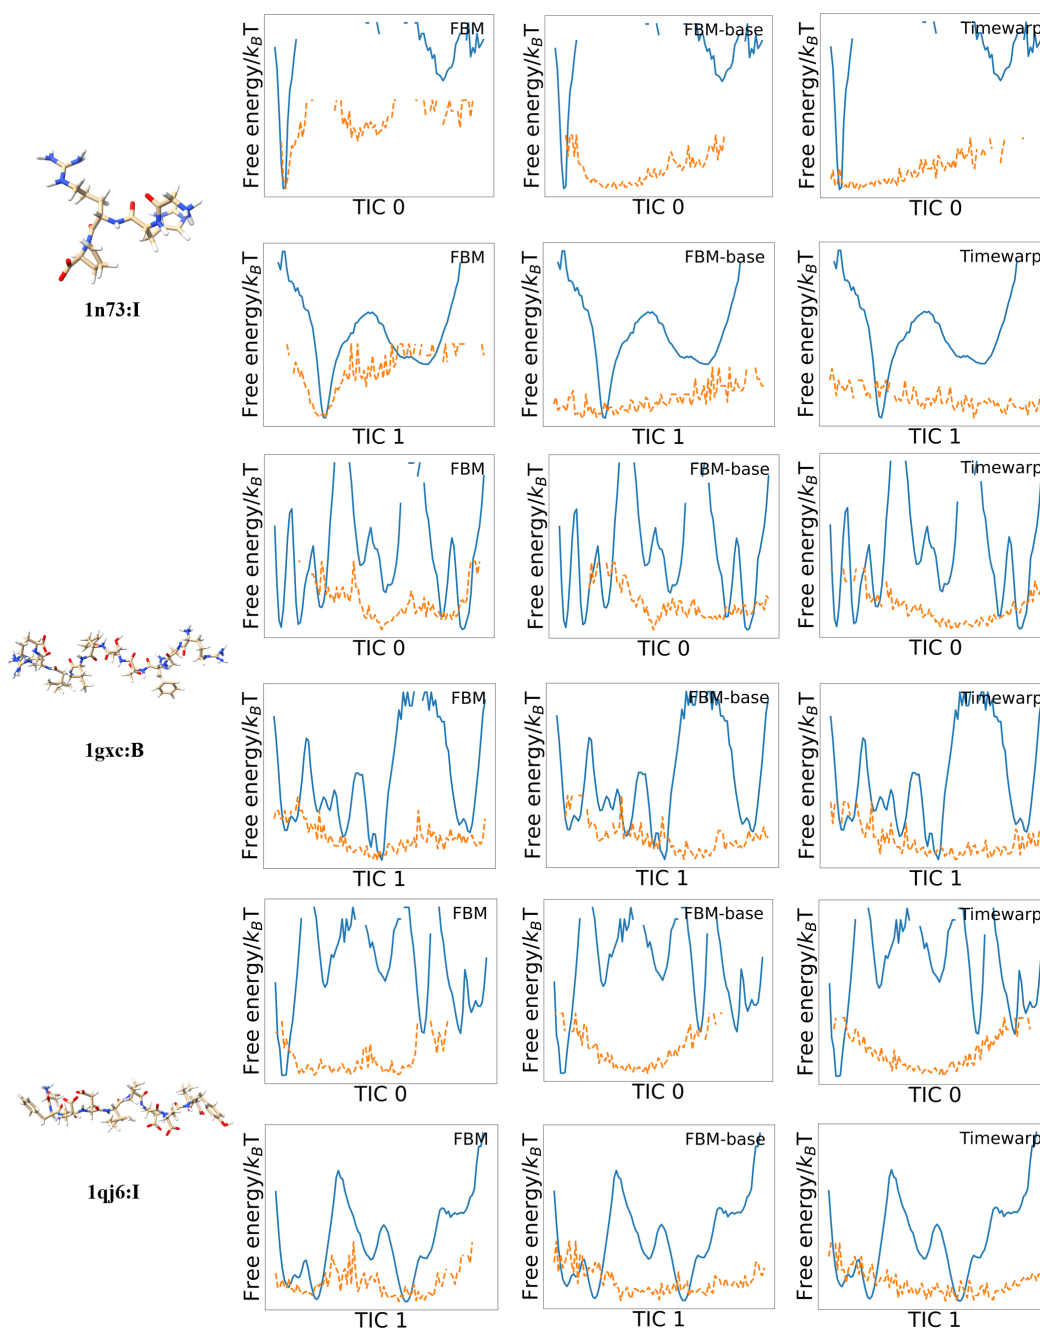 Free energy/k_BT
FBM
TIC 0
Free energy/k_BT
FBM-base
TIC 0
Free energy/k_BT
Timewarp
TIC 0
1n73:I
Free energy/k_BT
FBM
TIC 1
Free energy/k_BT
FBM-base
TIC 1
Free energy/k_BT
Timewarp
TIC 1
Free energy/k_BT
FBM
TIC 0
Free energy/k_BT
FBM-base
TIC 0
Free energy/k_BT
Timewarp
TIC 0
1gxc:B
Free energy/k_BT
FBM
TIC 1
Free energy/k_BT
FBM-base
TIC 1
Free energy/k_BT
Timewarp
TIC 1
Free energy/k_BT
FBM
TIC 0
Free energy/k_BT
FBM-base
TIC 0
Free energy/k_BT
Timewarp
TIC 0
1qj6:I
Free energy/k_BT
FBM
TIC 1
Free energy/k_BT
FBM-base
TIC 1
Free energy/k_BT
Timewarp
TIC 1